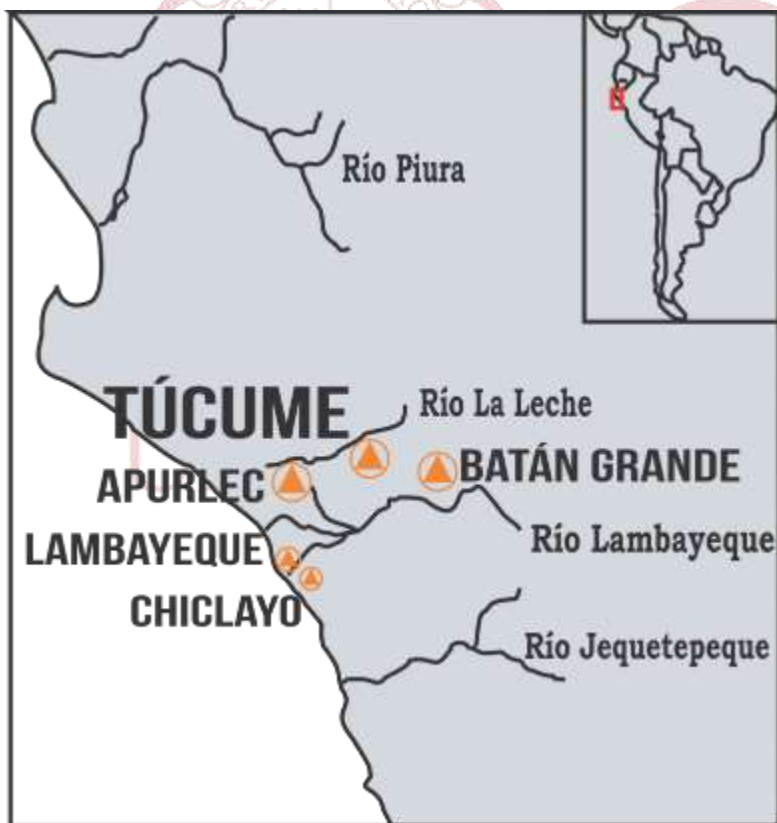 Río Piura
TÚCUME
Río La Leche
APURLEC
BATÁN GRANDE
LAMBAYEQUE
Río Lambayeque
CHICLAYO
Río Jequetepeque